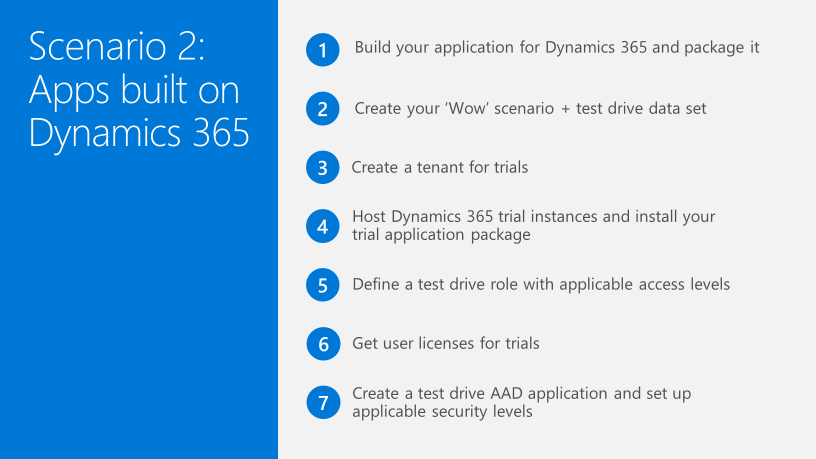 Scenario 2:
Apps built on
Dynamics 365
1
Build your application for Dynamics 365 and package it
2
Create your ‘Wow’ scenario + test drive data set
3
Create a tenant for trials
4
Host Dynamics 365 trial instances and install your
trial application package
5
Define a test drive role with applicable access levels
6
Get user licenses for trials
7
Create a test drive AAD application and set up
applicable security levels